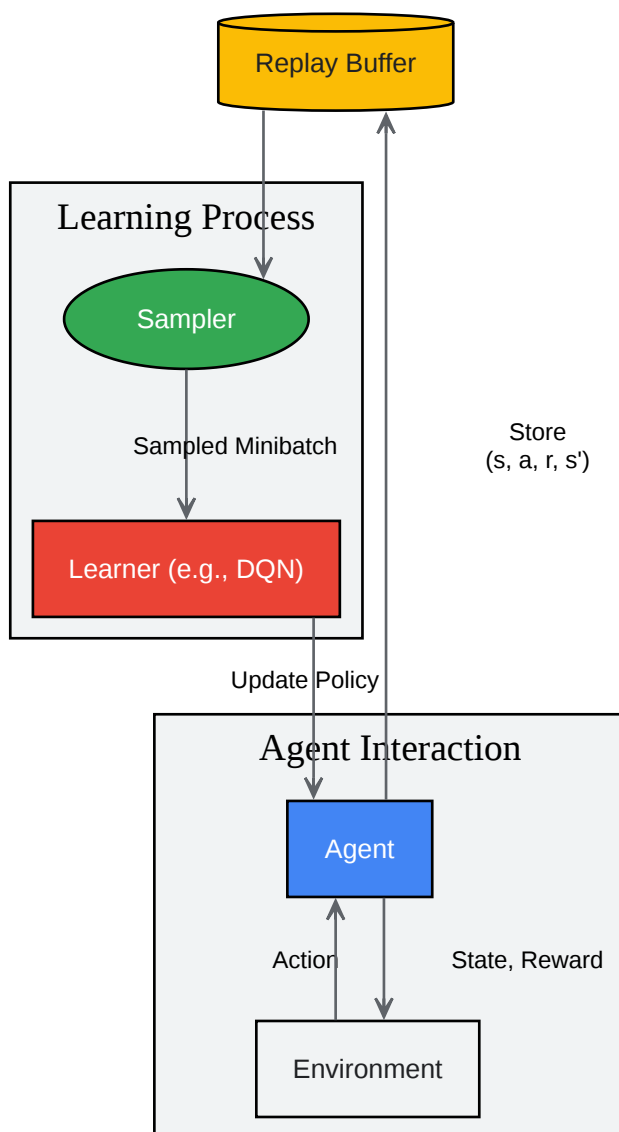 Replay Buffer
Learning Process
Sampler
Sampled Minibatch
Store
(s, a, r, s')
Learner (e.g., DQN)
Update Policy
Agent Interaction
Agent
Action
State, Reward
Environment